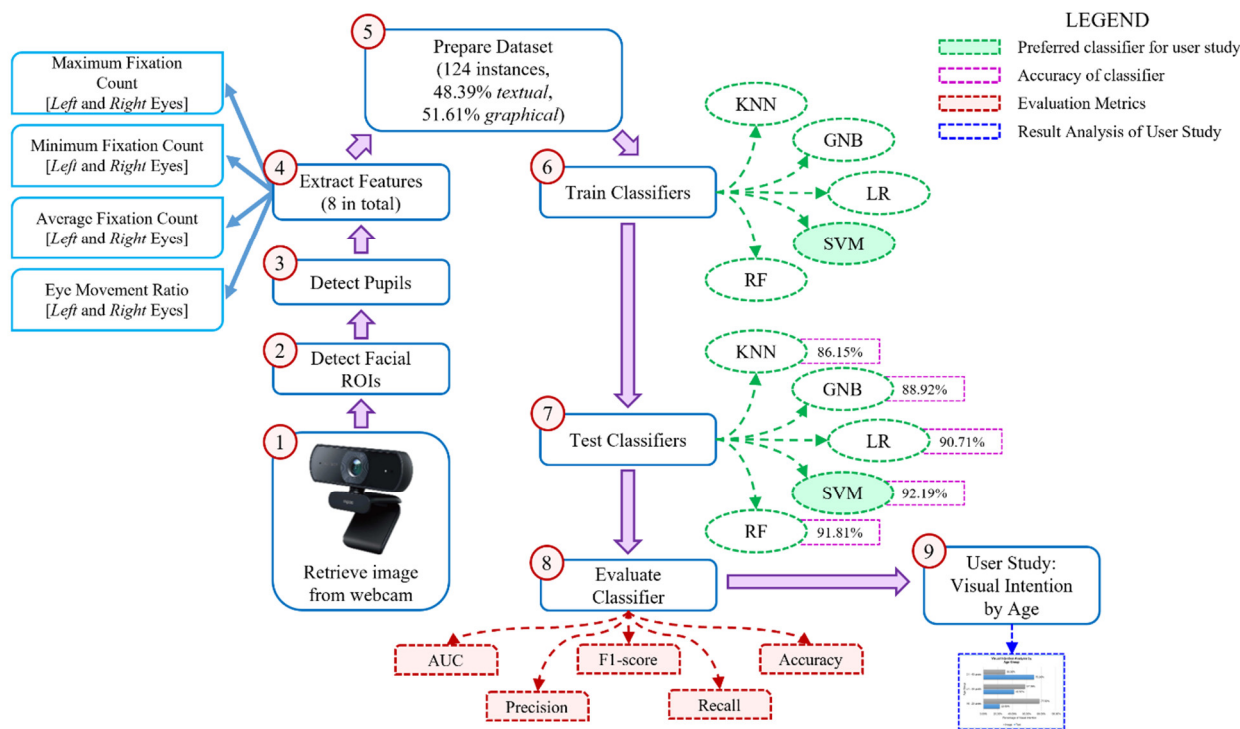 LEGEND
Preferred classifier for user study
Accuracy of classifier
Evaluation Metrics
Result Analysis of User Study
Maximum Fixation
Count
[Left and Right Eyes]
Minimum Fixation Count
[Left and Right Eyes]
Average Fixation Count
[Left and Right Eyes]
Eye Movement Ratio
[Left and Right Eyes]
1
Retrieve image
from webcam
2
Detect Facial
ROIs
3
Detect Pupils
4
Extract Features
(8 in total)
5
Prepare Dataset
(124 instances,
48.39% textual,
51.61% graphical)
6
Train Classifiers
KNN
GNB
LR
SVM
RF
7
Test Classifiers
KNN
86.15%
GNB
88.92%
LR
90.71%
SVM
92.19%
RF
91.81%
8
Evaluate
Classifier
AUC
F1-score
Accuracy
Precision
Recall
9
User Study:
Visual Intention
by Age